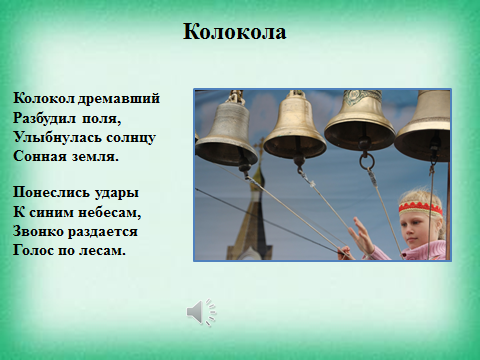 Колокола
Колокол дремавший
Разбудил поля,
Улыбнулась солнцу
Сонная земля.
Понеслись удары
К синим небесам,
Звонко раздается
Голос по лесам.